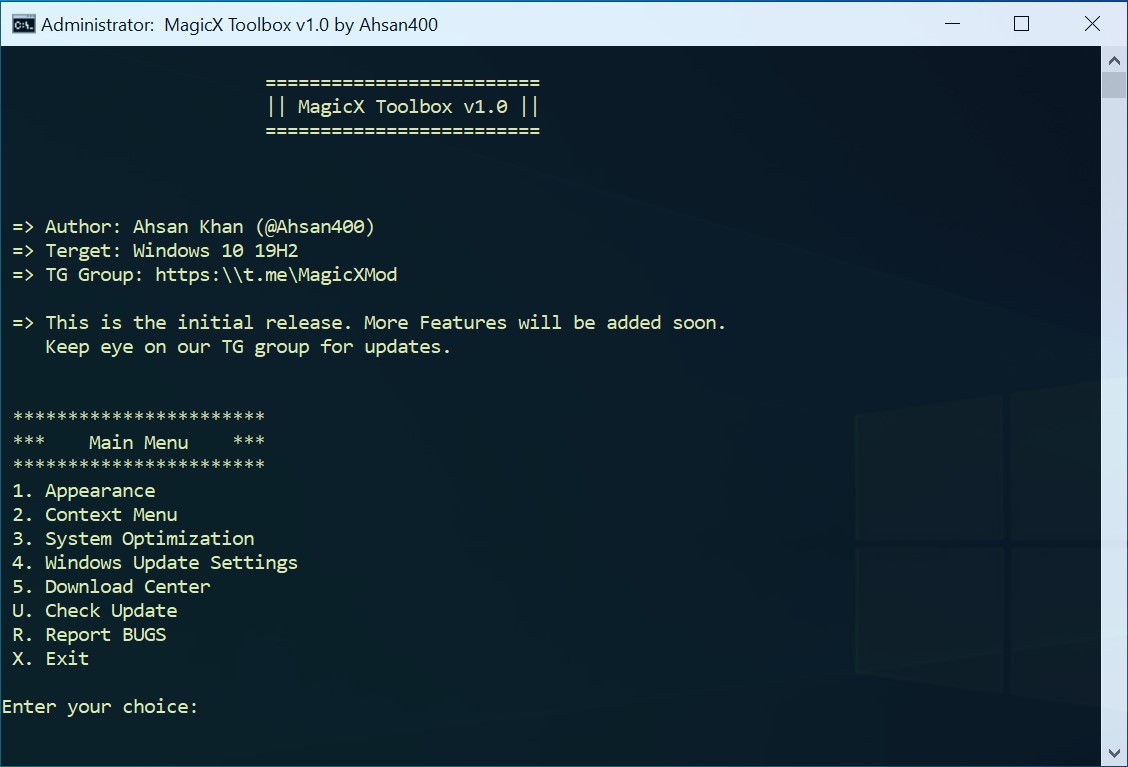 Administrator:  MagicX Toolbox v1.0 by Ahsan400
=========================
|| MagicX Toolbox v1.0 ||
=========================
=> Author: Ahsan Khan (@Ahsan400)
=> Terget: Windows 10 19H2
=> TG Group: https:\\t.me\MagicXMod
=> This is the initial release. More Features will be added soon.
Keep eye on our TG group for updates.
***********************
***    Main Menu    ***
***********************
1. Appearance
2. Context Menu
3. System Optimization
4. Windows Update Settings
5. Download Center
U. Check Update
R. Report BUGS
X. Exit
Enter your choice: